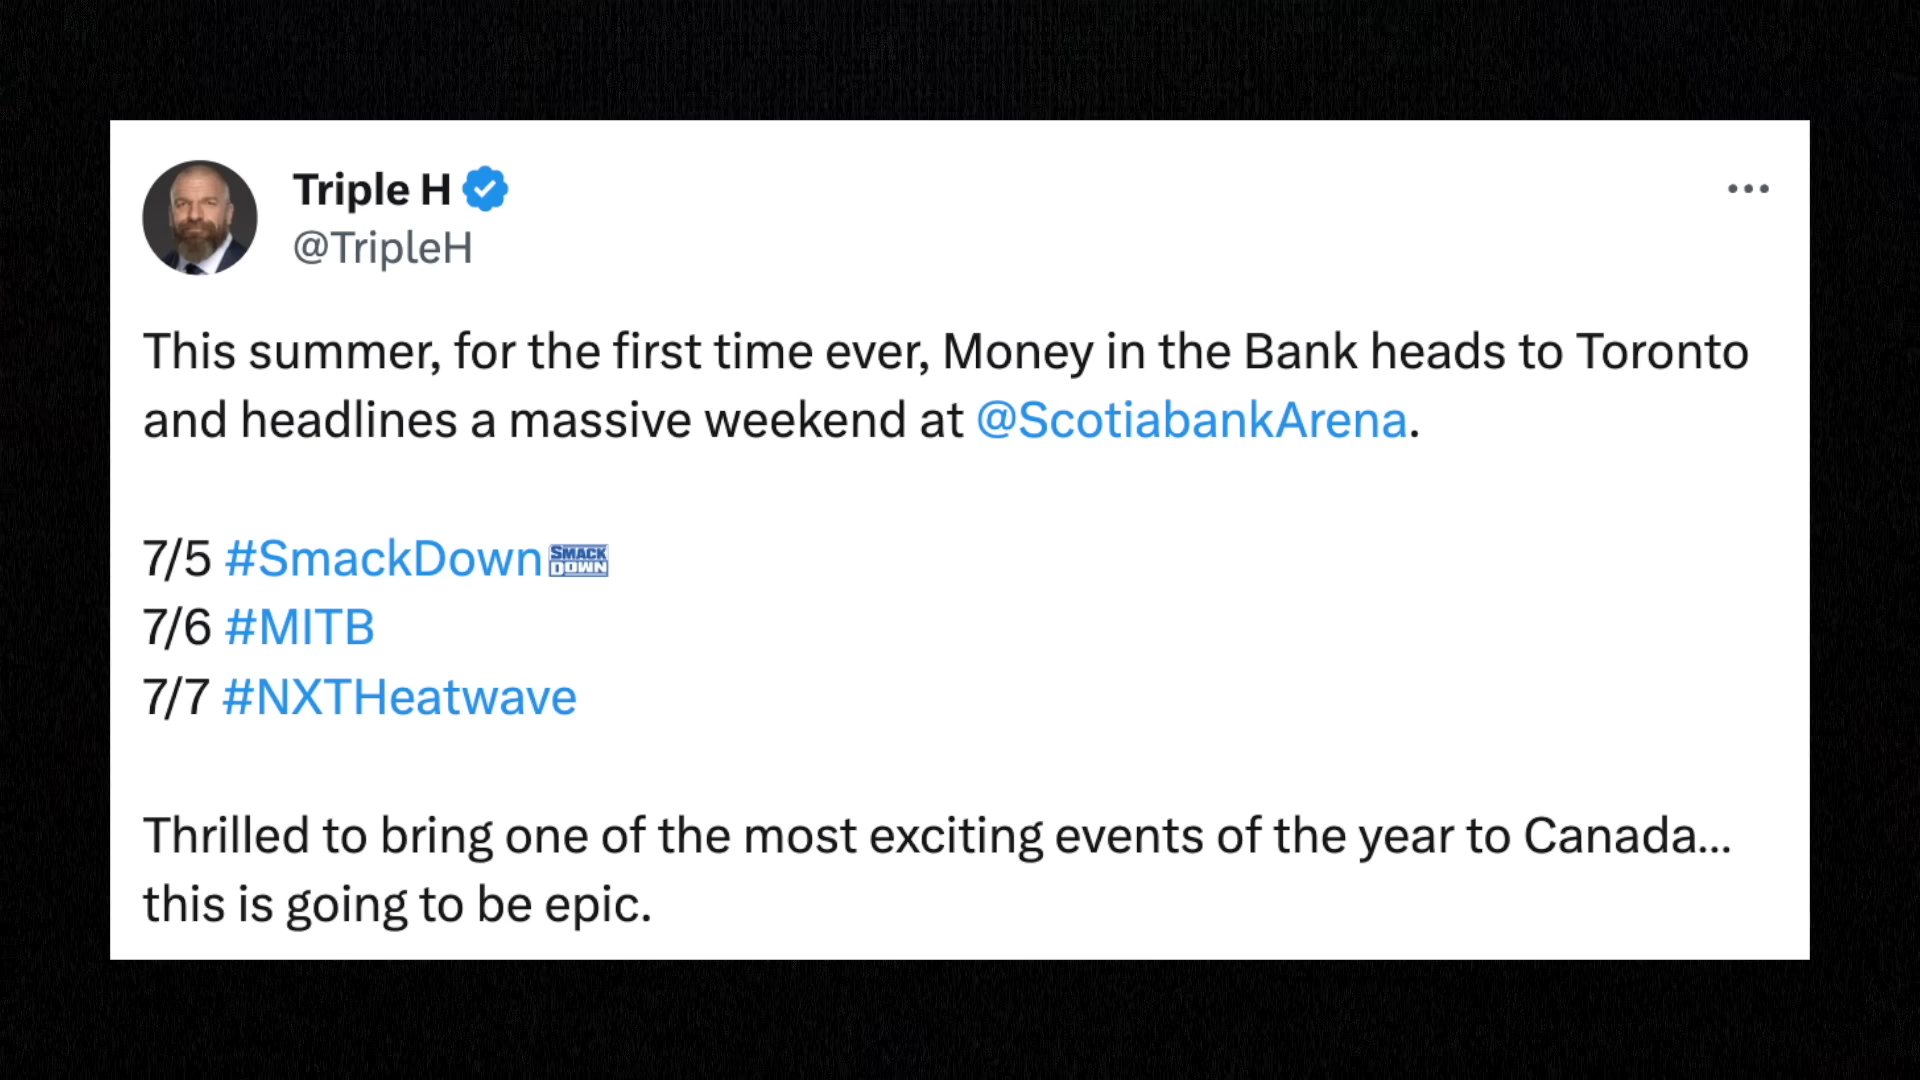 Triple H
@TripleH
This summer, for the first time ever, Money in the Bank heads to Toronto
and headlines a massive weekend at @ScotiabankArena.
7/5 #SmackDown SMACK DOWN
7/6 #MITB
7/7 #NXTHeatwave
Thrilled to bring one of the most exciting events of the year to Canada...
this is going to be epic.